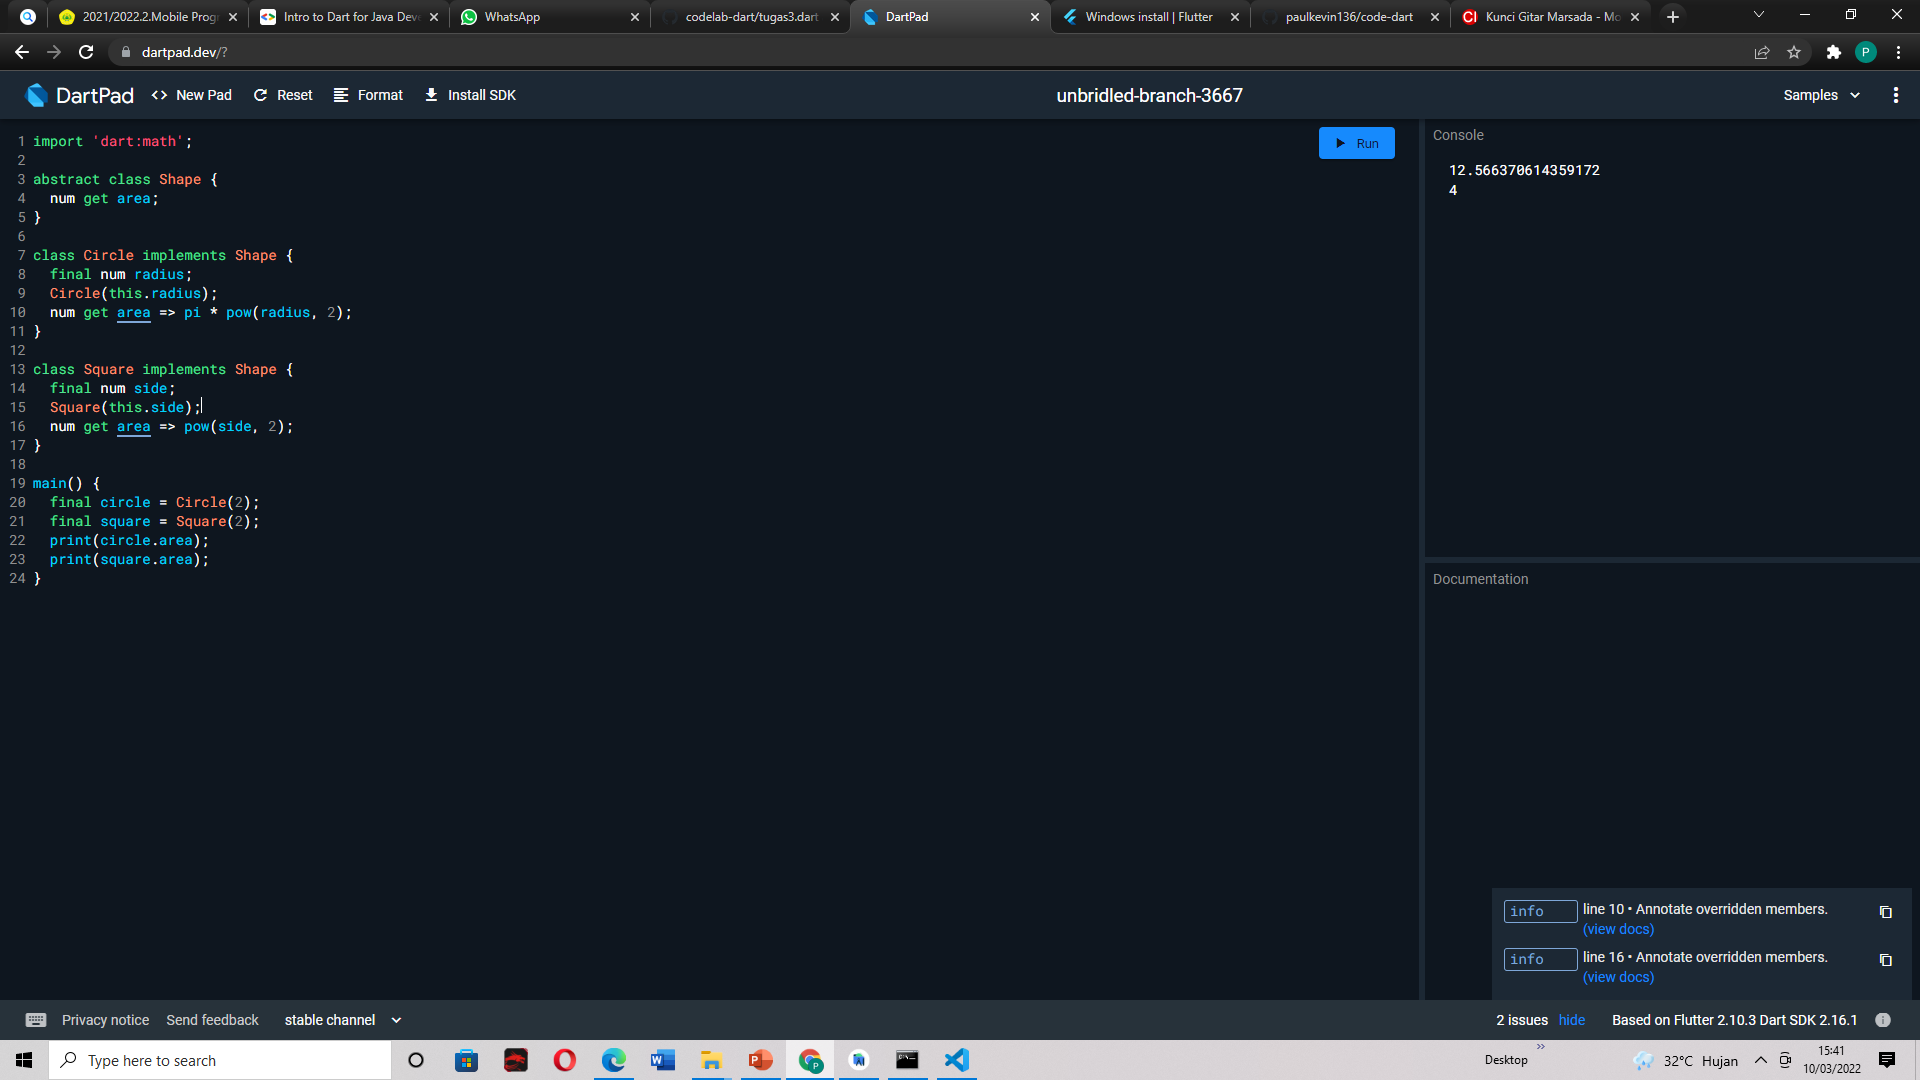 2021/2022.2.Mobile Progr
Intro to Dart for Java Deve
WhatsApp
codelab-dart/tugas3.dart
DartPad
Windows install | Flutter
paulkevin136/code-dart
Kunci Gitar Marsada - Mo
dartpad.dev/?
P
DartPad
<> New Pad
Reset
Format
Install SDK
unbridled-branch-3667
Samples
1 import 'dart:math';
2
3 abstract class Shape {
4 num get area;
5 }
6
7 class Circle implements Shape {
8 final num radius;
9 Circle(this.radius);
10 num get area => pi * pow(radius, 2);
11 }
12
13 class Square implements Shape {
14 final num side;
15 Square(this.side);
16 num get area => pow(side, 2);
17 }
18
19 main() {
20 final circle = Circle(2);
21 final square = Square(2);
22 print(circle.area);
23 print(square.area);
24 }
Run
Console
12.566370614359172
4
Documentation
info line 10 • Annotate overridden members.
(view docs)
info line 16 • Annotate overridden members.
(view docs)
Privacy notice
Send feedback
stable channel
2 issues hide
Based on Flutter 2.10.3 Dart SDK 2.16.1
Type here to search
Desktop
32°C Hujan
15:41
10/03/2022